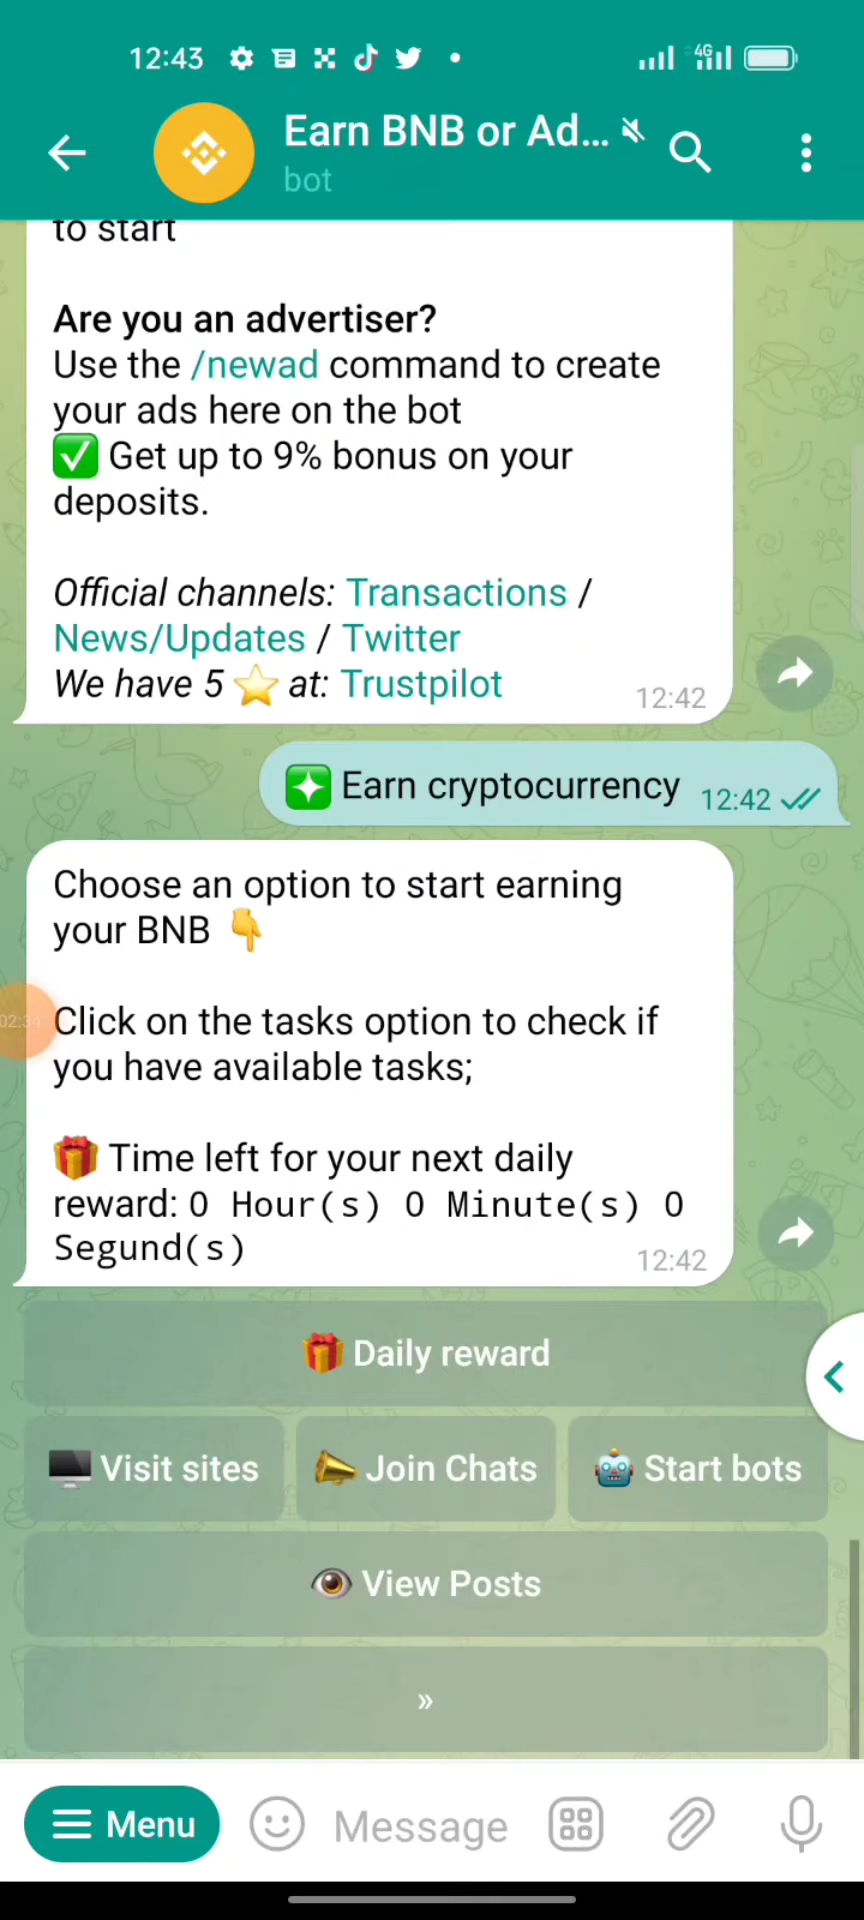 12:43
4G
Earn BNB or Ad...
bot
to start
Are you an advertiser?
Use the /newad command to create
your ads here on the bot
✅ Get up to 9% bonus on your
deposits.
Official channels: Transactions /
News/Updates / Twitter
We have 5 ⭐ at: Trustpilot
12:42
Earn cryptocurrency 12:42
Choose an option to start earning
your BNB 👇
02:34
Click on the tasks option to check if
you have available tasks;
🎁 Time left for your next daily
reward: 0 Hour(s) 0 Minute(s) 0
Segund(s)
12:42
🎁 Daily reward
🖥️ Visit sites 📣 Join Chats 🤖 Start bots
👁️ View Posts
»
Menu Message